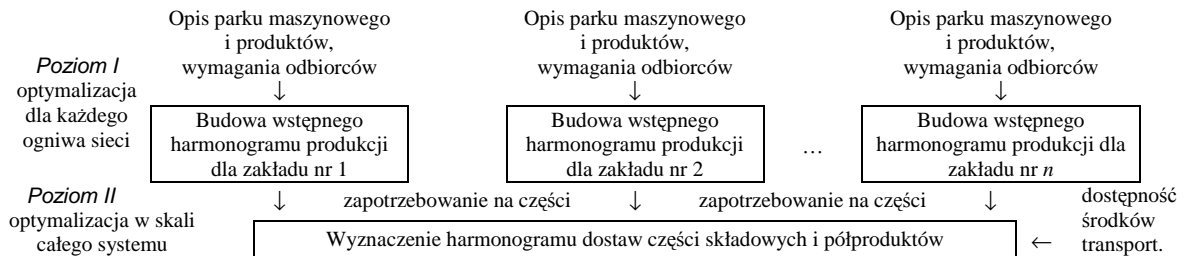 Opis parku maszynowego
i produktów,
wymagania odbiorców
Opis parku maszynowego
i produktów,
wymagania odbiorców
Opis parku maszynowego
i produktów,
wymagania odbiorców
Poziom I
optymalizacja
dla każdego
ogniwa sieci
↓
↓
↓
Budowa wstępnego
harmonogramu produkcji
dla zakładu nr 1
Budowa wstępnego
harmonogramu produkcji
dla zakładu nr 2
…
Budowa wstępnego
harmonogramu produkcji dla
zakładu nr n
Poziom II
optymalizacja w skali
całego systemu
↓ zapotrzebowanie na części ↓ zapotrzebowanie na części ↓
dostępność
środków
transport.
Wyznaczenie harmonogramu dostaw części składowych i półproduktów
←